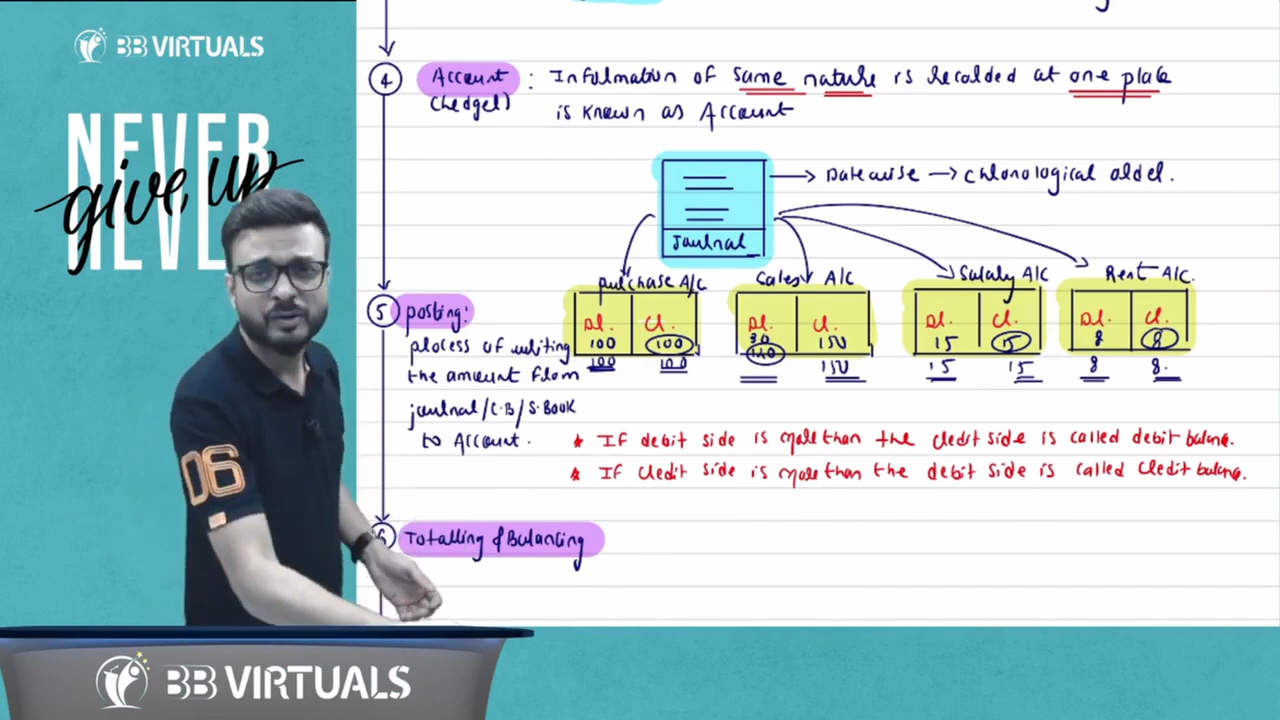 BB VIRTUALS
NEVER
give up
NEVER
06
BB VIRTUALS
4 Account : Information of same nature is recorded at one place
(Ledger) is known as Account
→ Datewise → chronological order.
Journal
purchase A/C Sales A/C Salary A/C Rent A/C.
Dr. Cr. Dr. Cr. Dr. Cr. Dr. Cr.
100 100 30 150 15 15 8 8
100 100 120 150 15 15 8 8.
5 posting:
process of writing
the amount from
journal/C.B/S.Book
to Account.
* If debit side is more than the credit side is called debit balance.
* If credit side is more than the debit side is called credit balance.
6 Totalling & Balancing